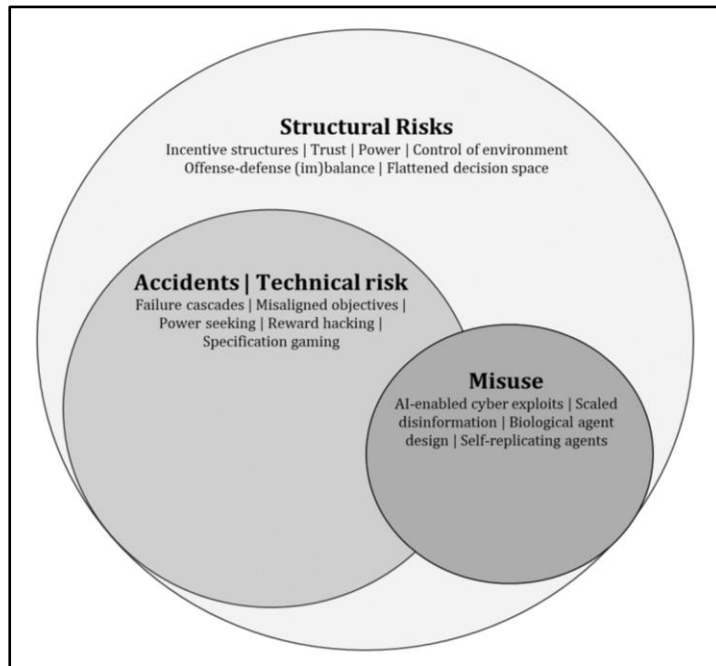 Structural Risks
Incentive structures | Trust | Power | Control of environment
Offense-defense (im)balance | Flattened decision space
Accidents | Technical risk
Failure cascades | Misaligned objectives |
Power seeking | Reward hacking |
Specification gaming
Misuse
AI-enabled cyber exploits | Scaled
disinformation | Biological agent
design | Self-replicating agents